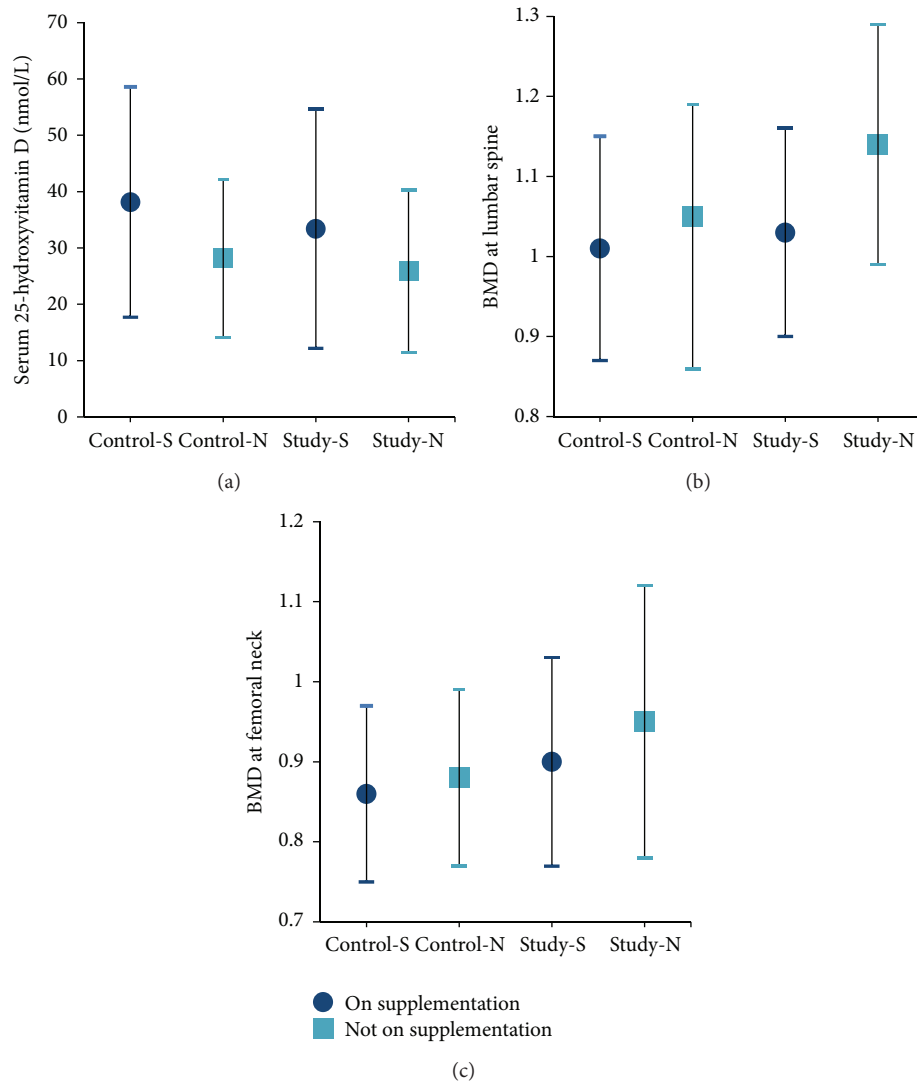 Serum 25-hydroxyvitamin D (nmol/L)
70
60
50
40
30
20
10
0
Control-S Control-N Study-S Study-N
(a)
BMD at lumbar spine
1.3
1.2
1.1
1
0.9
0.8
Control-S Control-N Study-S Study-N
(b)
BMD at femoral neck
1.2
1.1
1
0.9
0.8
0.7
Control-S Control-N Study-S Study-N
On supplementation
Not on supplementation
(c)